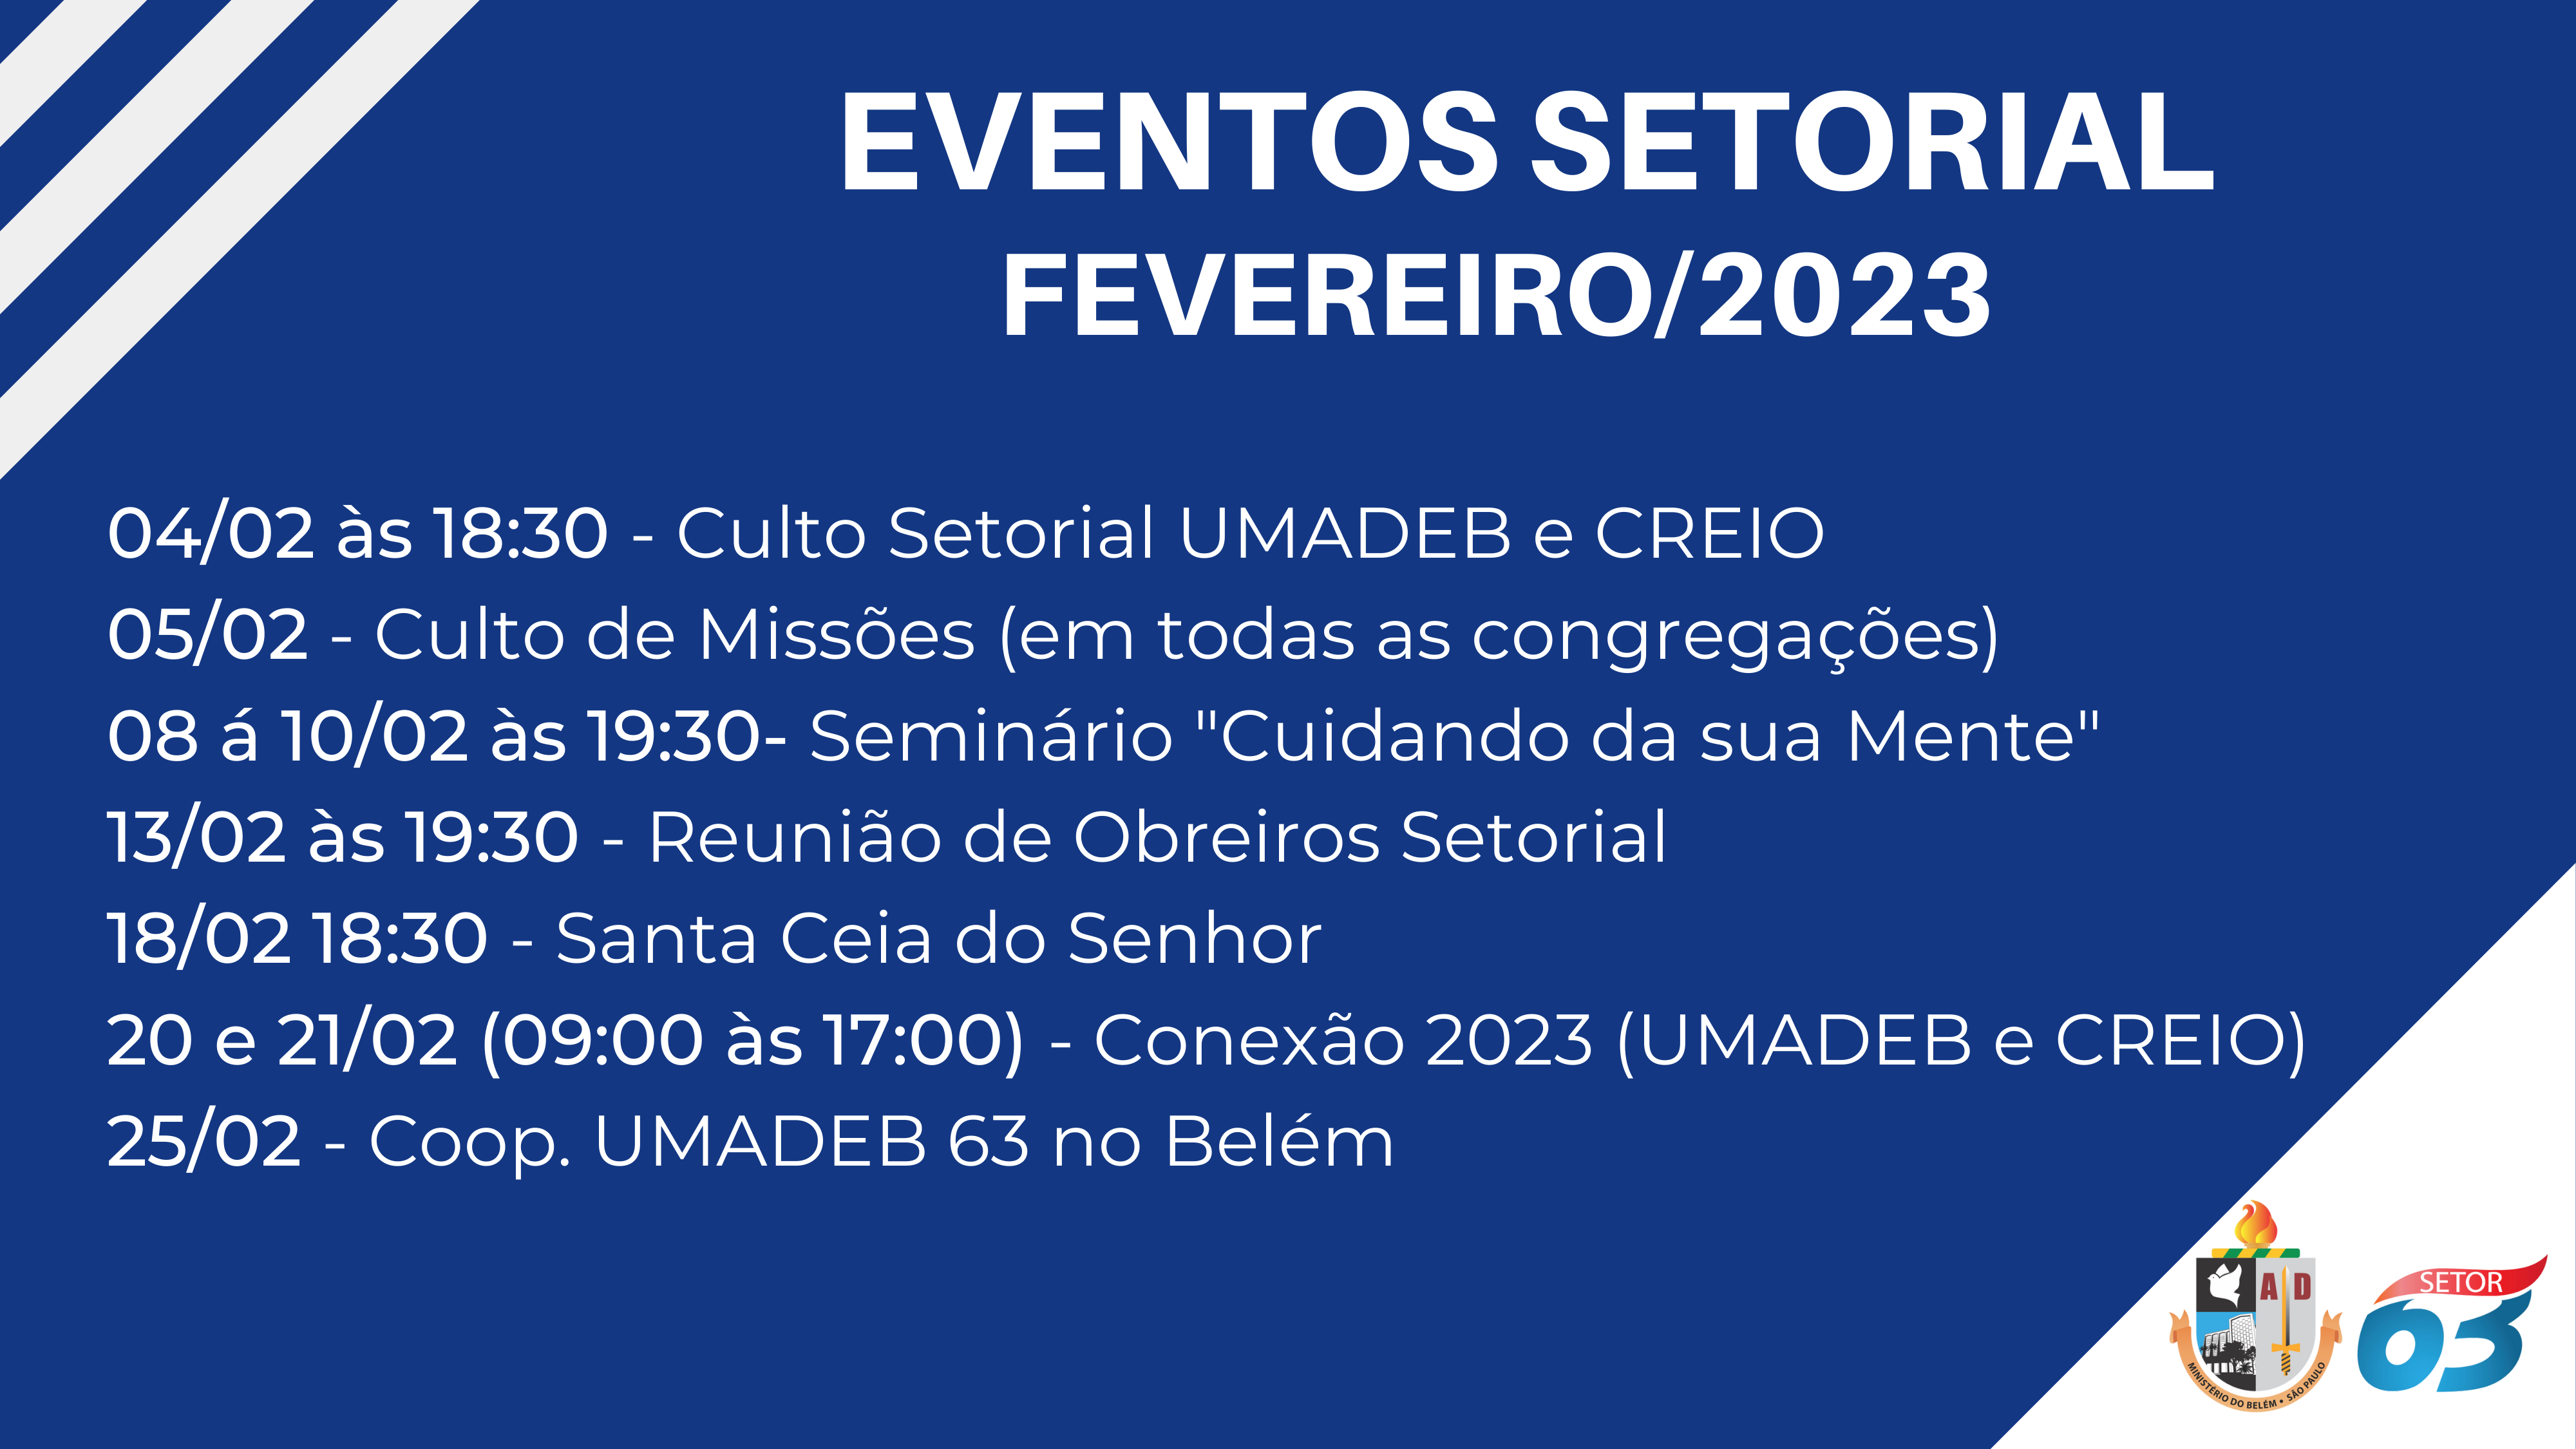 EVENTOS SETORIAL
FEVEREIRO/2023
04/02 às 18:30 - Culto Setorial UMADEB e CREIO
05/02 - Culto de Missões (em todas as congregações)
08 á 10/02 às 19:30- Seminário "Cuidando da sua Mente"
13/02 às 19:30 - Reunião de Obreiros Setorial
18/02 18:30 - Santa Ceia do Senhor
20 e 21/02 (09:00 às 17:00) - Conexão 2023 (UMADEB e CREIO)
25/02 - Coop. UMADEB 63 no Belém
A D
MINISTÉRIO DO BELÉM • SÃO PAULO
SETOR
63